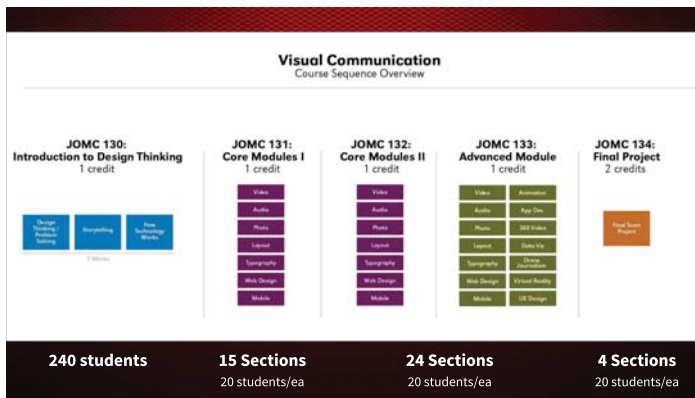 Visual Communication
Course Sequence Overview
JOMC 130:
Introduction to Design Thinking
1 credit
Design
Thinking /
Problem
Solving
Storytelling
How
Technology
Works
3 Weeks
JOMC 131:
Core Modules I
1 credit
Video
Audio
Photo
Layout
Typography
Web Design
Mobile
JOMC 132:
Core Modules II
1 credit
Video
Audio
Photo
Layout
Typography
Web Design
Mobile
JOMC 133:
Advanced Module
1 credit
Video
Audio
Photo
Layout
Typography
Web Design
Mobile
Animation
App Dev
360 Video
Data Viz
Drone
Journalism
Virtual Reality
UX Design
JOMC 134:
Final Project
2 credits
Final Team
Project
240 students
15 Sections
20 students/ea
24 Sections
20 students/ea
4 Sections
20 students/ea